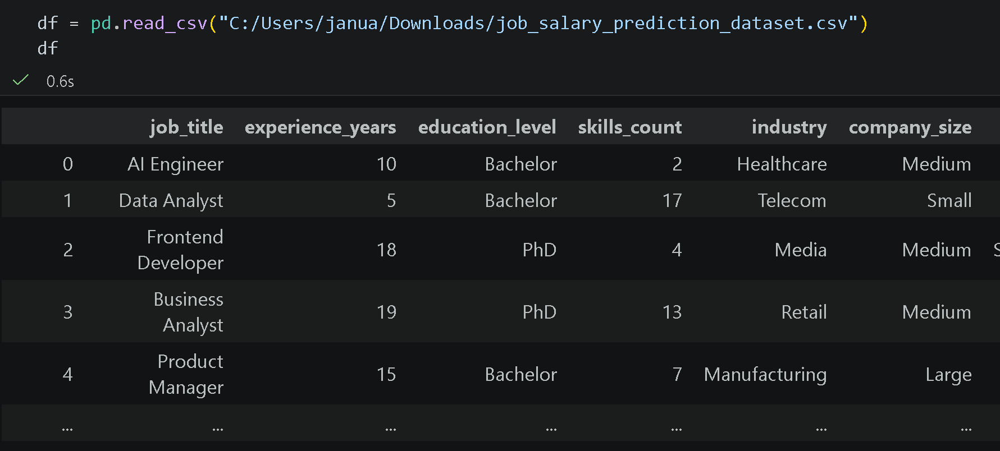 df = pd.read_csv("C:/Users/janua/Downloads/job_salary_prediction_dataset.csv")
df
0.6s
job_title experience_years education_level skills_count industry company_size
0 AI Engineer 10 Bachelor 2 Healthcare Medium
1 Data Analyst 5 Bachelor 17 Telecom Small
2 Frontend Developer 18 PhD 4 Media Medium
3 Business Analyst 19 PhD 13 Retail Medium
4 Product Manager 15 Bachelor 7 Manufacturing Large
... ... ... ... ... ... ...